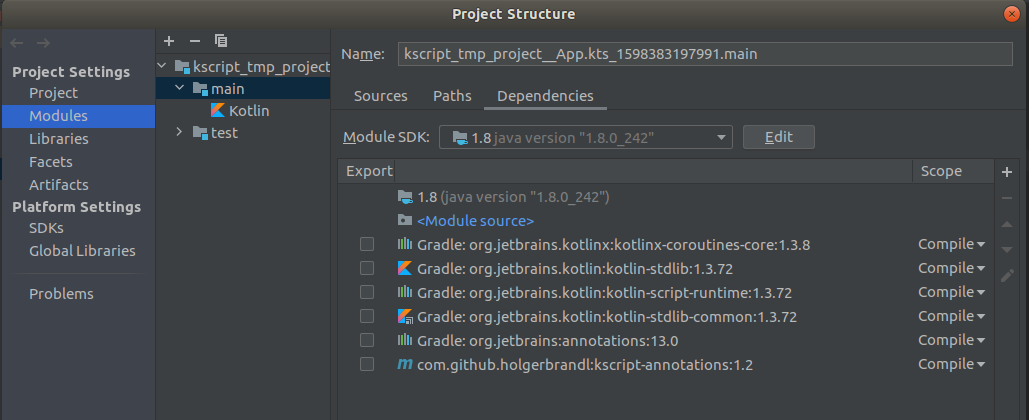 Project Structure
Project Settings
Project
Modules
Libraries
Facets
Artifacts
Platform Settings
SDKs
Global Libraries
Problems
kscript_tmp_project
main
Kotlin
test
Name: kscript_tmp_project__App.kts_1598383197991.main
Sources Paths Dependencies
Module SDK: 1.8 java version "1.8.0_242" Edit
Export Scope
1.8 (java version "1.8.0_242")
<Module source>
Gradle: org.jetbrains.kotlinx:kotlinx-coroutines-core:1.3.8 Compile
Gradle: org.jetbrains.kotlin:kotlin-stdlib:1.3.72 Compile
Gradle: org.jetbrains.kotlin:kotlin-script-runtime:1.3.72 Compile
Gradle: org.jetbrains.kotlin:kotlin-stdlib-common:1.3.72 Compile
Gradle: org.jetbrains:annotations:13.0 Compile
m com.github.holgerbrandl:kscript-annotations:1.2 Compile